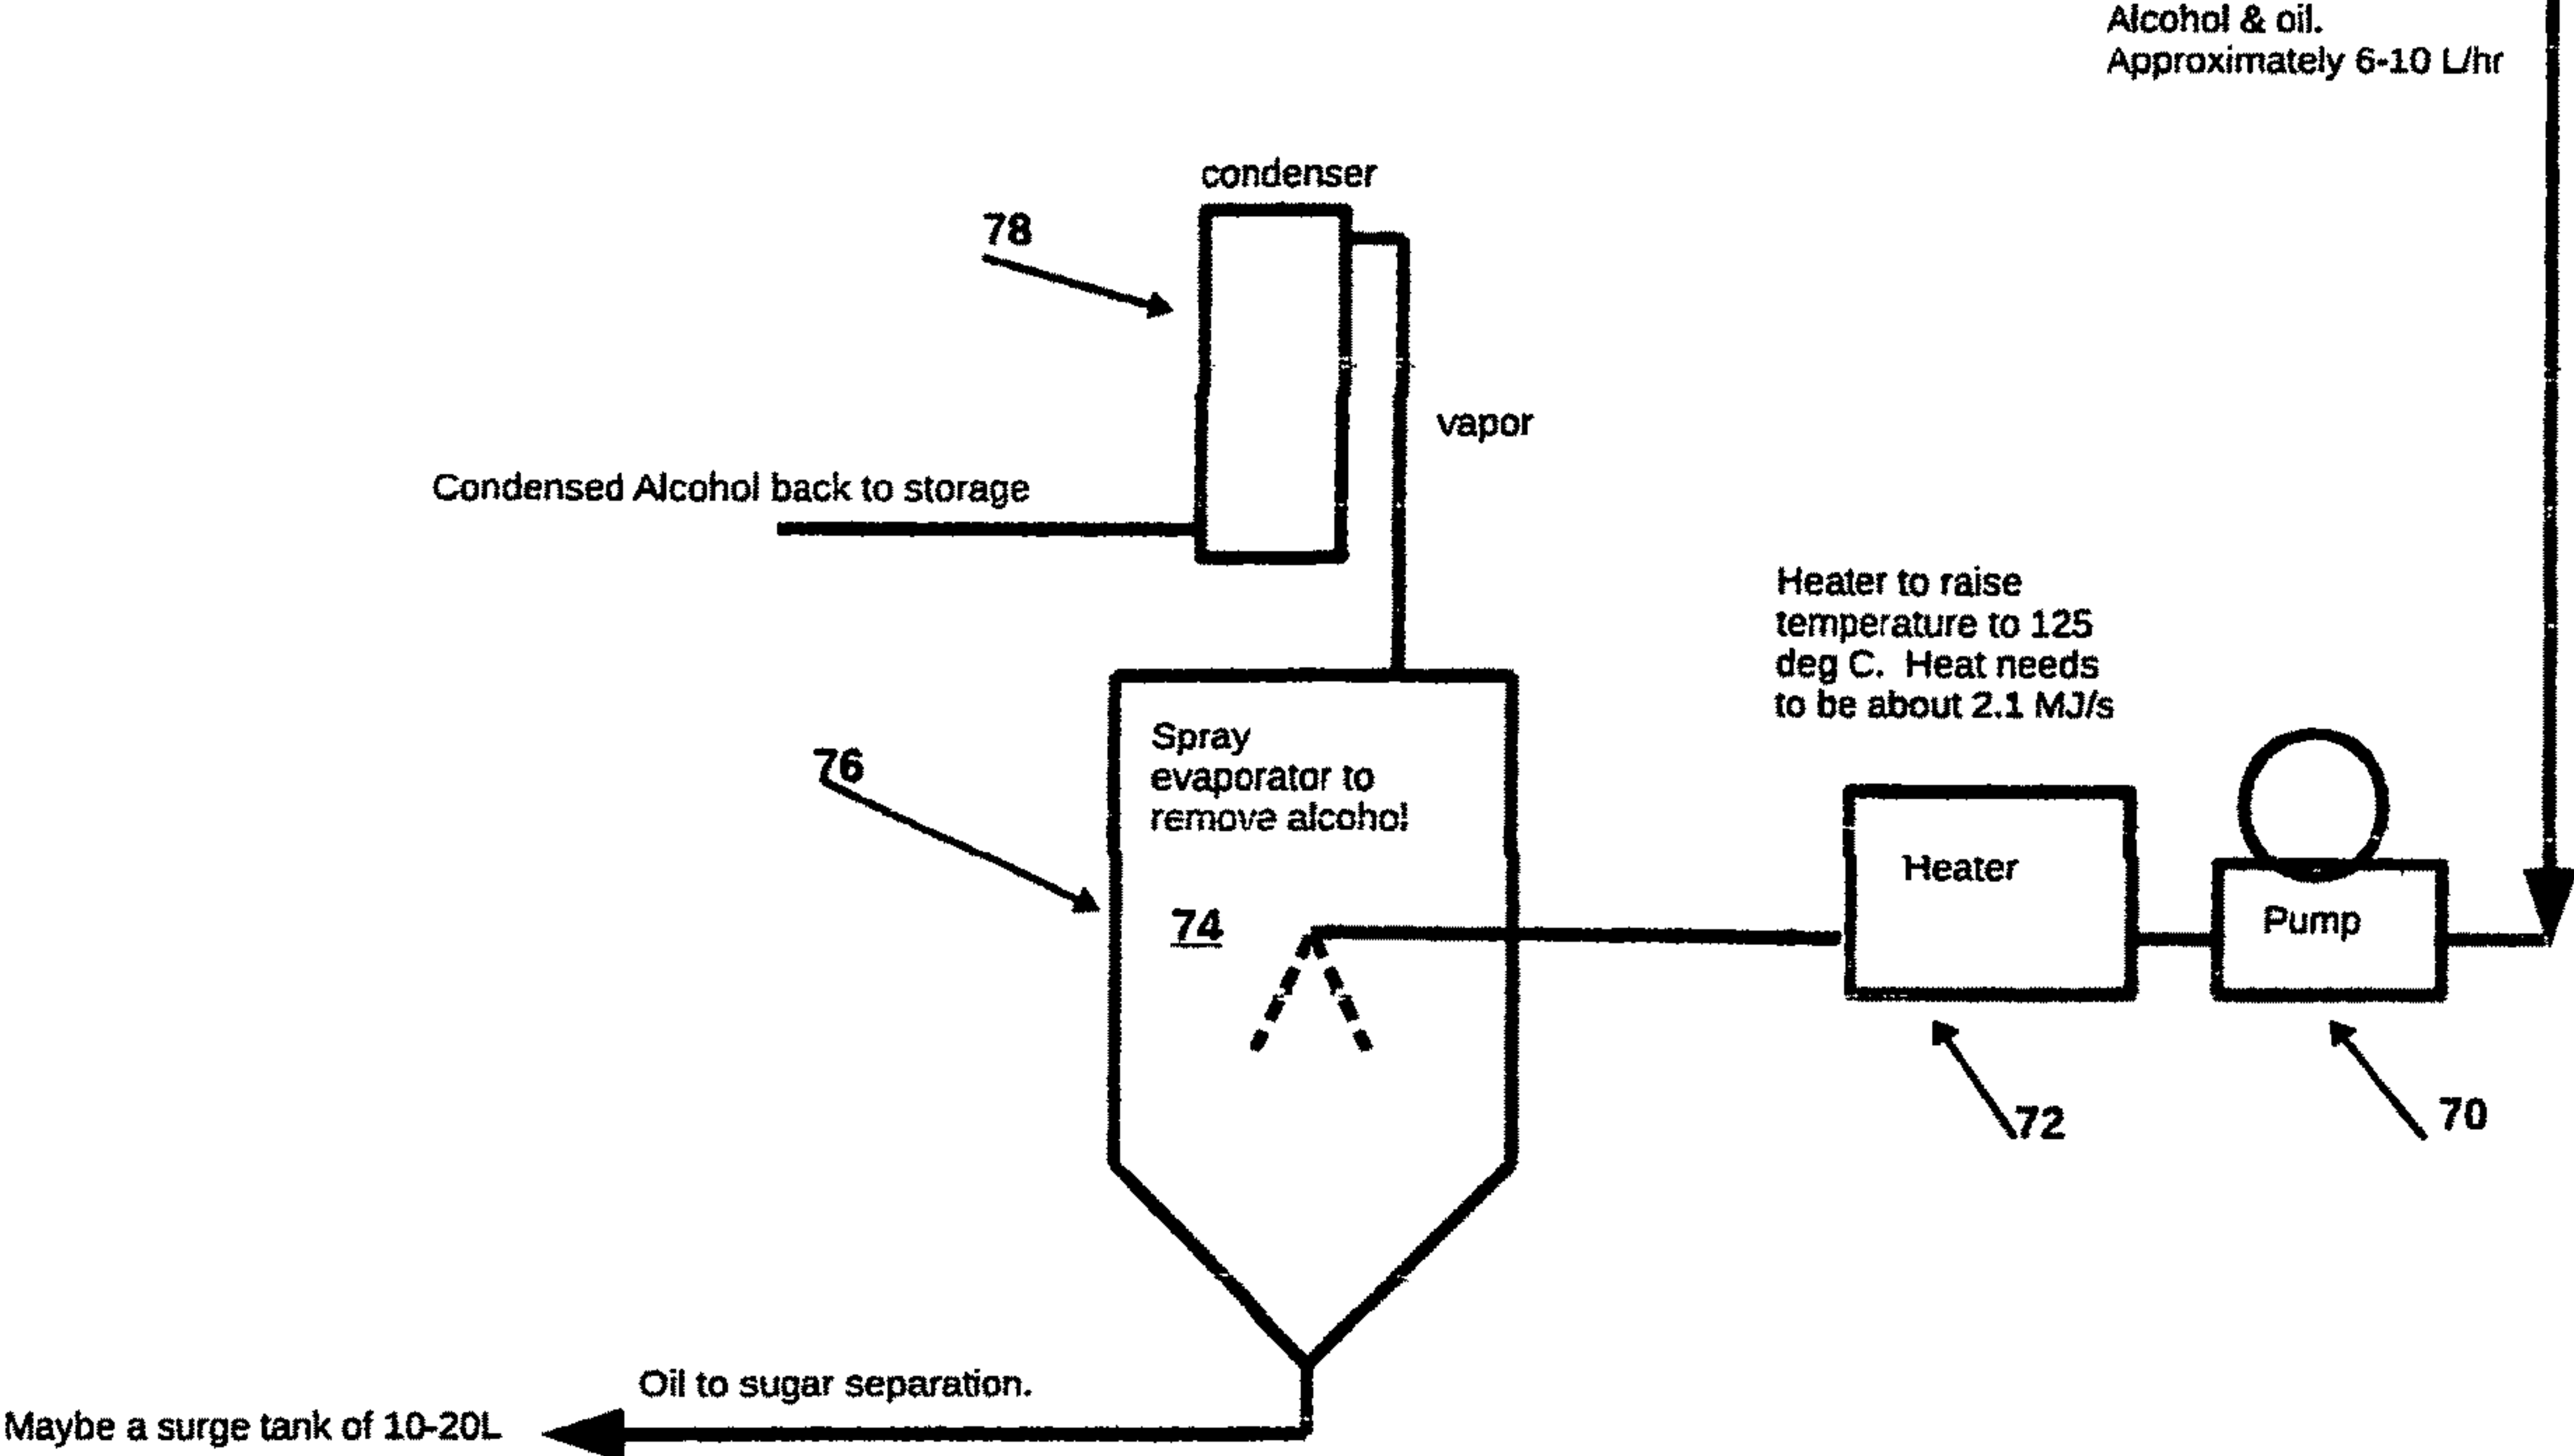 Alcohol & oil.
Approximately 6-10 L/hr
condenser
78
vapor
Condensed Alcohol back to storage
Heater to raise
temperature to 125
deg C.  Heat needs
to be about 2.1 MJ/s
Spray
evaporator to
remove alcohol
76
Heater
74
Pump
72
70
Oil to sugar separation.
Maybe a surge tank of 10-20L